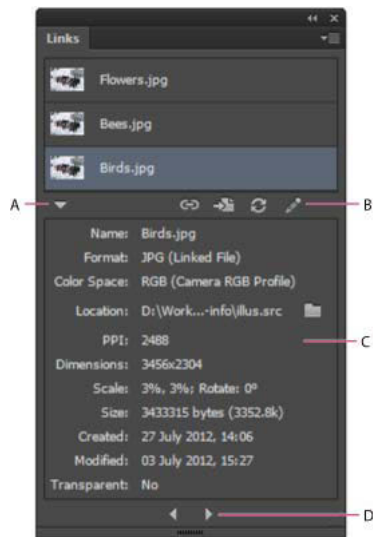 Links
Flowers.jpg
Bees.jpg
Birds.jpg
A
B
Name: Birds.jpg
Format: JPG (Linked File)
Color Space: RGB (Camera RGB Profile)
Location: D:\Work...-info\illus.src
PPI: 2488
C
Dimensions: 3456x2304
Scale: 3%, 3%; Rotate: 0º
Size: 3433315 bytes (3352.8k)
Created: 27 July 2012, 14:06
Modified: 03 July 2012, 15:27
Transparent: No
D